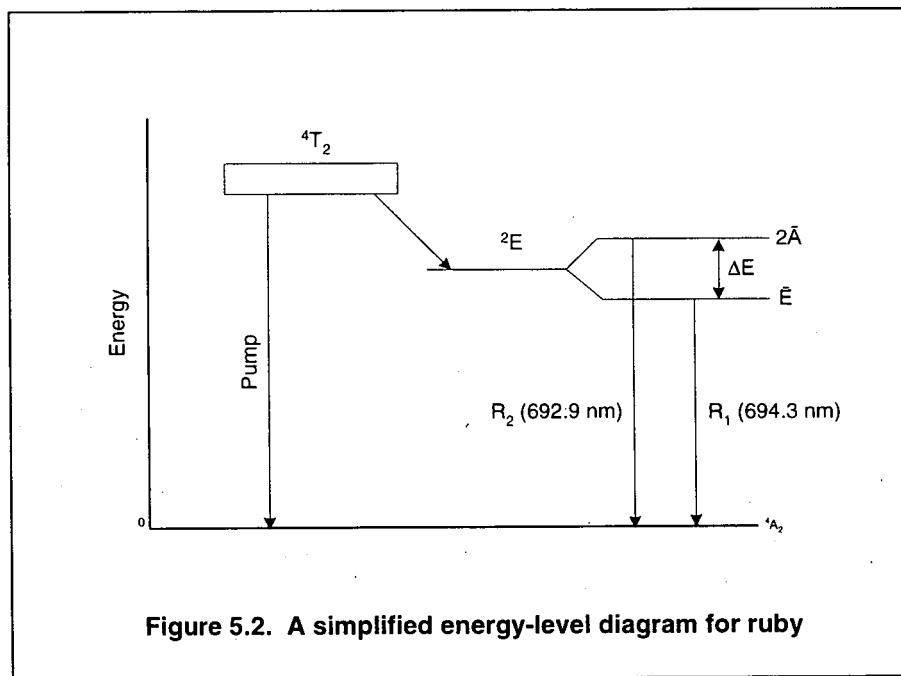 ⁴T₂
²E
2Ā
ΔE
Ē
Energy
Pump
R₂ (692.9 nm)
R₁ (694.3 nm)
0
⁴A₂
Figure 5.2. A simplified energy-level diagram for ruby